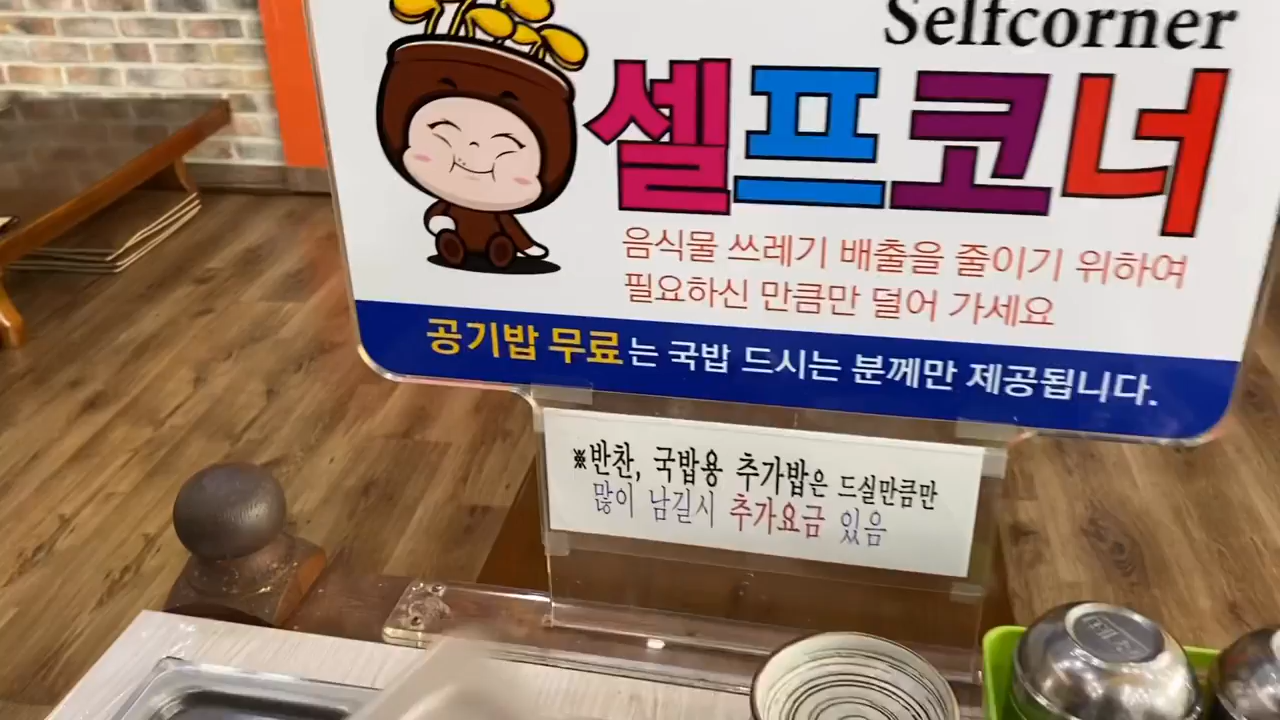 Selfcorner
셀프코너
음식물 쓰레기 배출을 줄이기 위하여
필요하신 만큼만 덜어 가세요
공기밥 무료는 국밥 드시는 분께만 제공됩니다.
※반찬, 국밥용 추가밥은 드실만큼만
많이 남길시 추가요금 있음